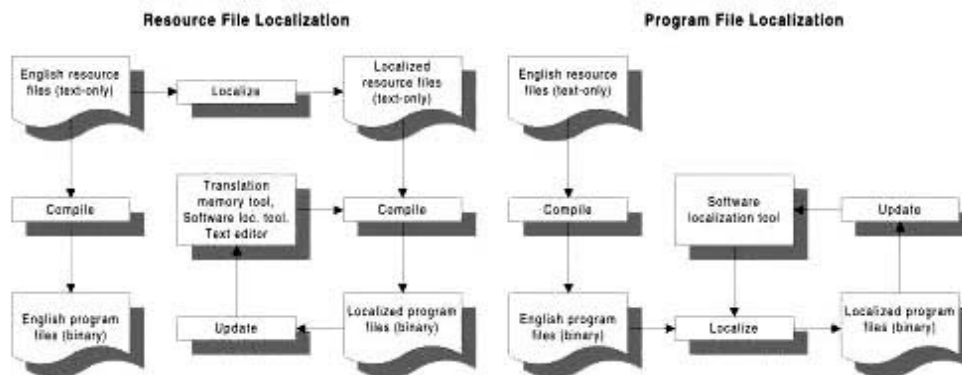 Resource File Localization
English resource
files (text-only)
Localize
Localized
resource files
(text-only)
Compile
Translation
memory tool,
Software loc. tool,
Text editor
Compile
English program
files (binary)
Update
Localized program
files (binary)
Program File Localization
English resource
files (text-only)
Compile
Software
localization tool
Update
English program
files (binary)
Localize
Localized program
files (binary)